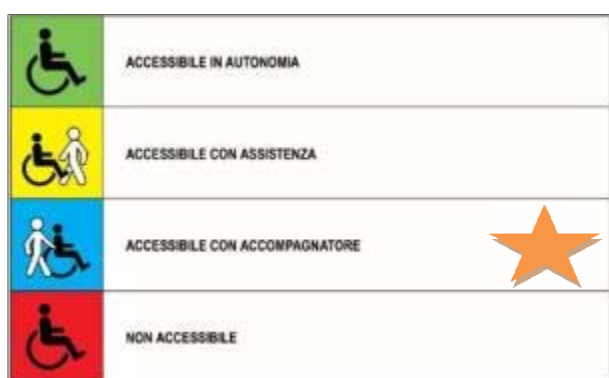 ACCESSIBILE IN AUTONOMIA
ACCESSIBILE CON ASSISTENZA
ACCESSIBILE CON ACCOMPAGNATORE
NON ACCESSIBILE